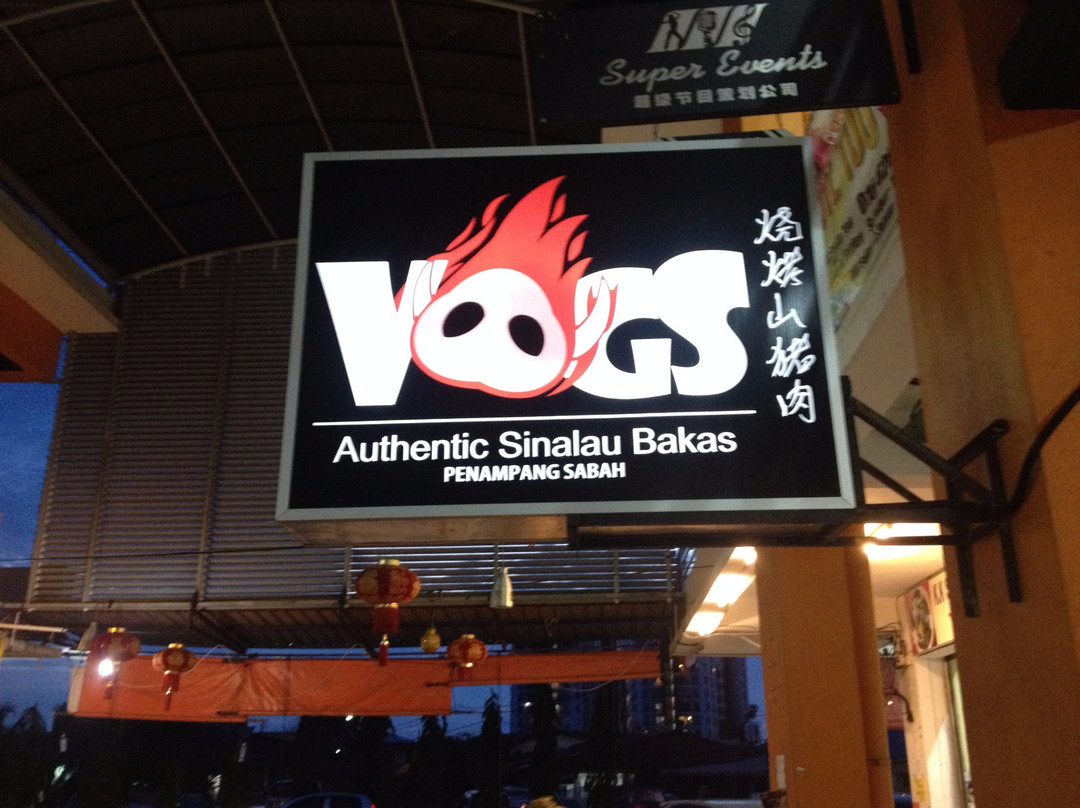 Super Events
超级节目策划公司
VOGS
烧烤山猪肉
Authentic Sinalau Bakas
PENAMPANG SABAH